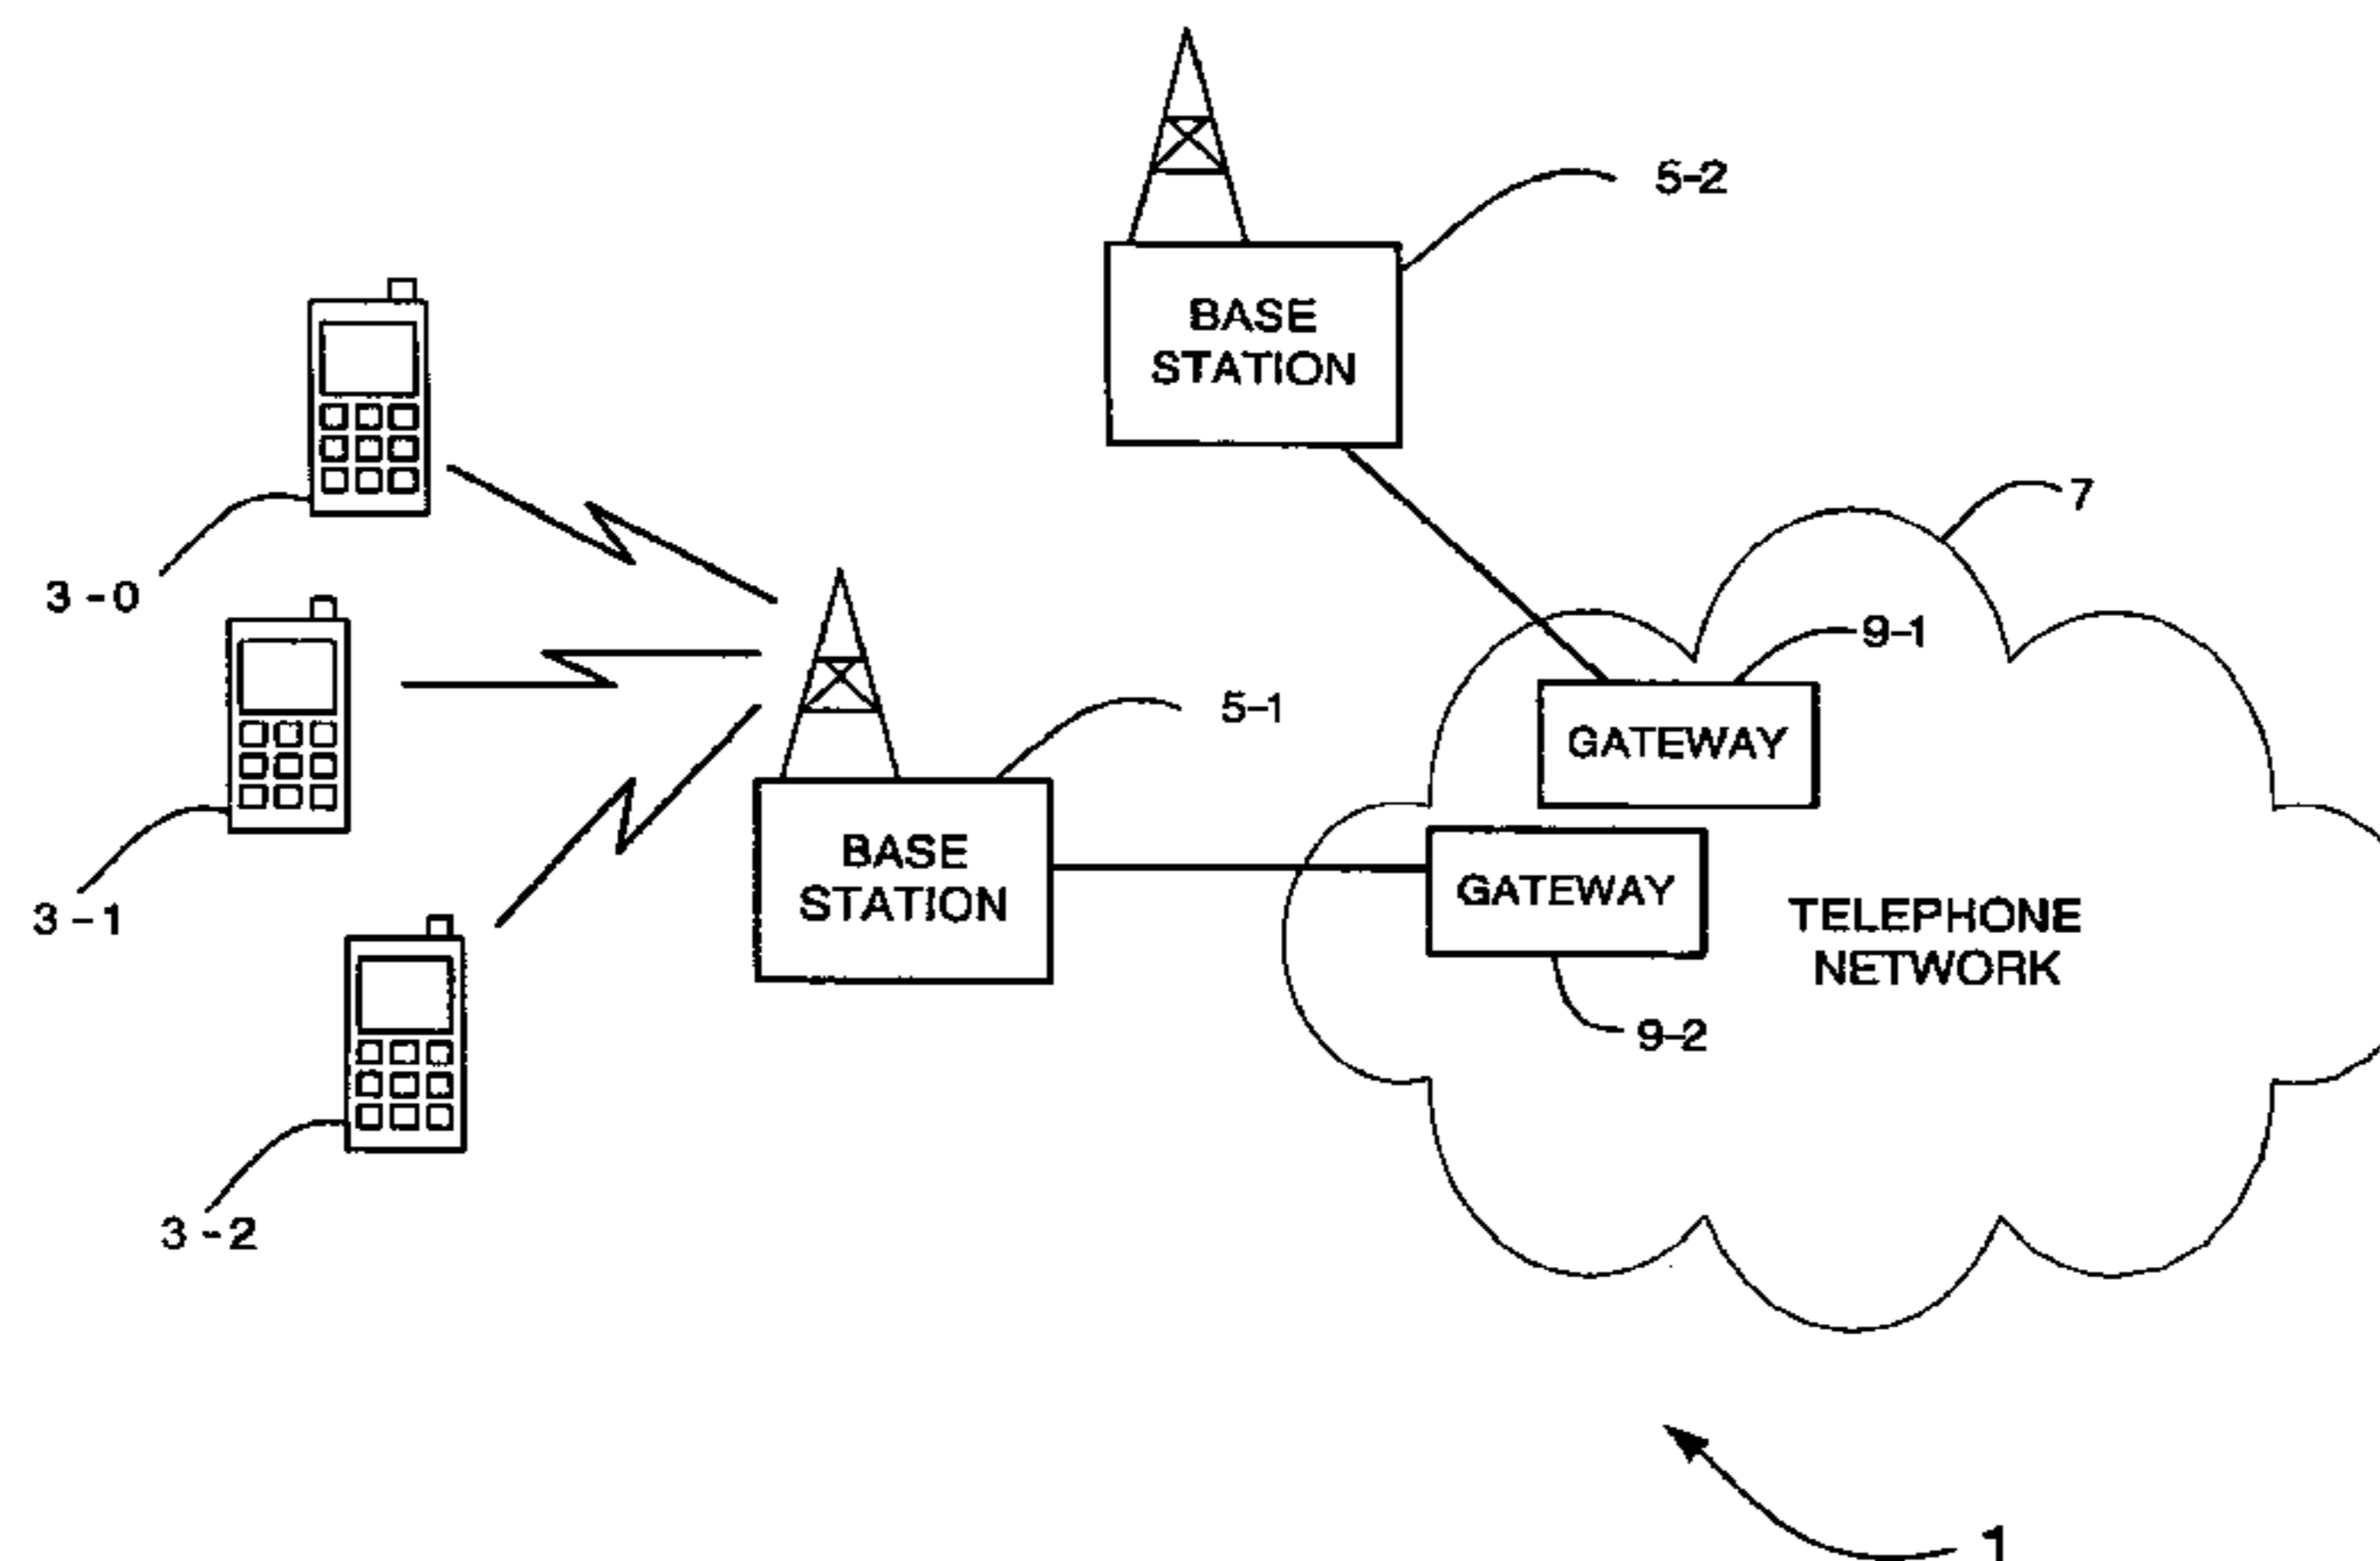 5-2
BASE
STATION
7
3-0
9-1
GATEWAY
5-1
BASE
STATION
GATEWAY
3-1
TELEPHONE
NETWORK
9-2
3-2
1